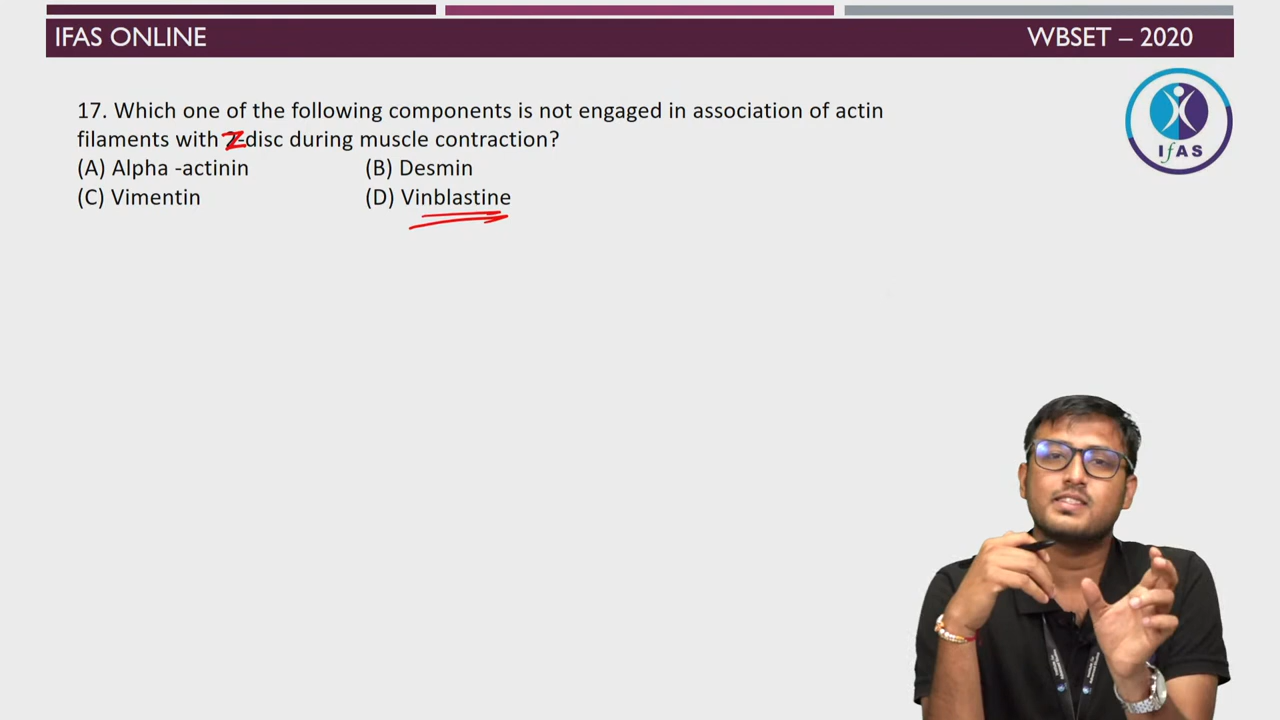 IFAS ONLINE
WBSET – 2020
17. Which one of the following components is not engaged in association of actin
filaments with Z disc during muscle contraction?
(A) Alpha -actinin (B) Desmin
(C) Vimentin (D) Vinblastine
IfAS